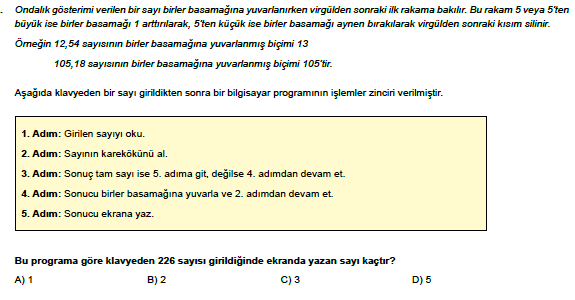 . Ondalık gösterimi verilen bir sayı birler basamağına yuvarlanırken virgülden sonraki ilk rakama bakılır. Bu rakam 5 veya 5'ten
büyük ise birler basamağı 1 arttırılarak, 5'ten küçük ise birler basamağı aynen bırakılarak virgülden sonraki kısım silinir.
Örneğin 12,54 sayısının birler basamağına yuvarlanmış biçimi 13
105,18 sayısının birler basamağına yuvarlanmış biçimi 105'tir.
Aşağıda klavyeden bir sayı girildikten sonra bir bilgisayar programının işlemler zinciri verilmiştir.
1. Adım: Girilen sayıyı oku.
2. Adım: Sayının karekökünü al.
3. Adım: Sonuç tam sayı ise 5. adıma git, değilse 4. adımdan devam et.
4. Adım: Sonucu birler basamağına yuvarla ve 2. adımdan devam et.
5. Adım: Sonucu ekrana yaz.
Bu programa göre klavyeden 226 sayısı girildiğinde ekranda yazan sayı kaçtır?
A) 1 B) 2 C) 3 D) 5